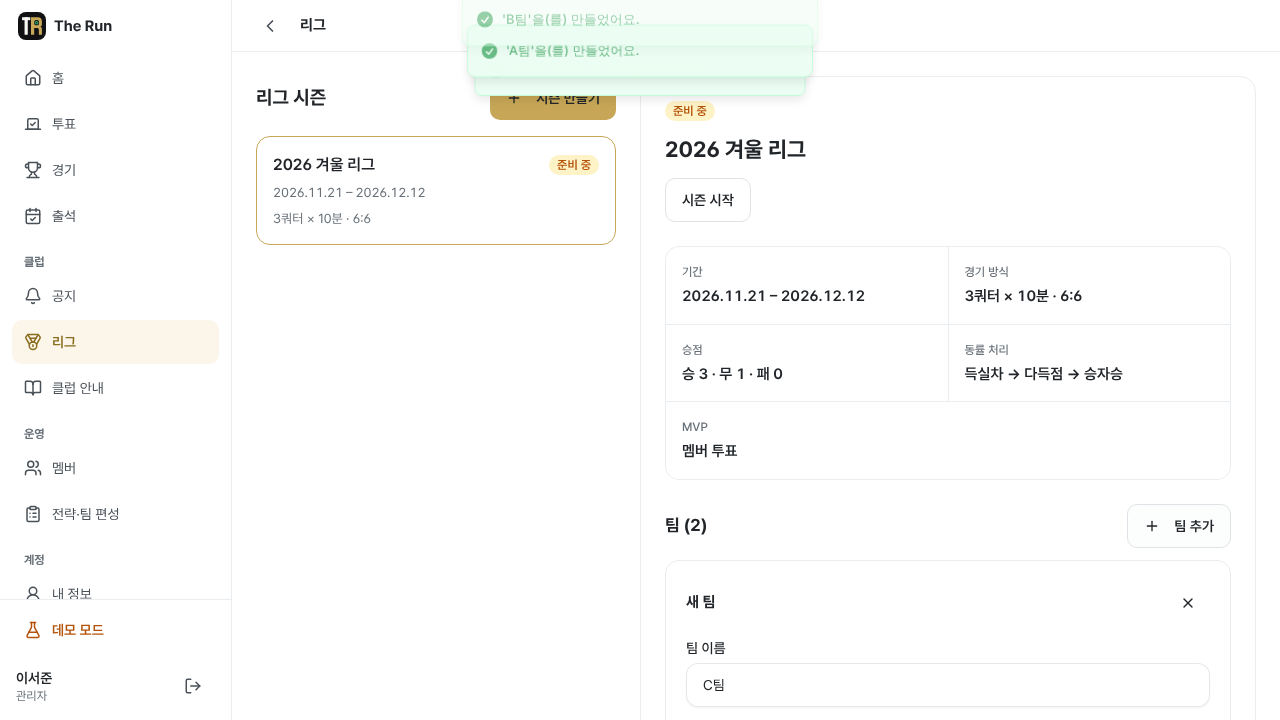 TR The Run
홈
투표
경기
출석
클럽
공지
리그
클럽 안내
운영
멤버
전략·팀 편성
계정
내 정보
데모 모드
이서준
관리자
리그
'B팀'을(를) 만들었어요.
'A팀'을(를) 만들었어요.
리그 시즌
시즌 만들기
2026 겨울 리그
준비 중
2026.11.21 – 2026.12.12
3쿼터 × 10분 · 6:6
준비 중
2026 겨울 리그
시즌 시작
기간
2026.11.21 – 2026.12.12
경기 방식
3쿼터 × 10분 · 6:6
승점
승 3 · 무 1 · 패 0
동률 처리
득실차 → 다득점 → 승자승
MVP
멤버 투표
팀 (2)
팀 추가
새 팀
팀 이름
C팀